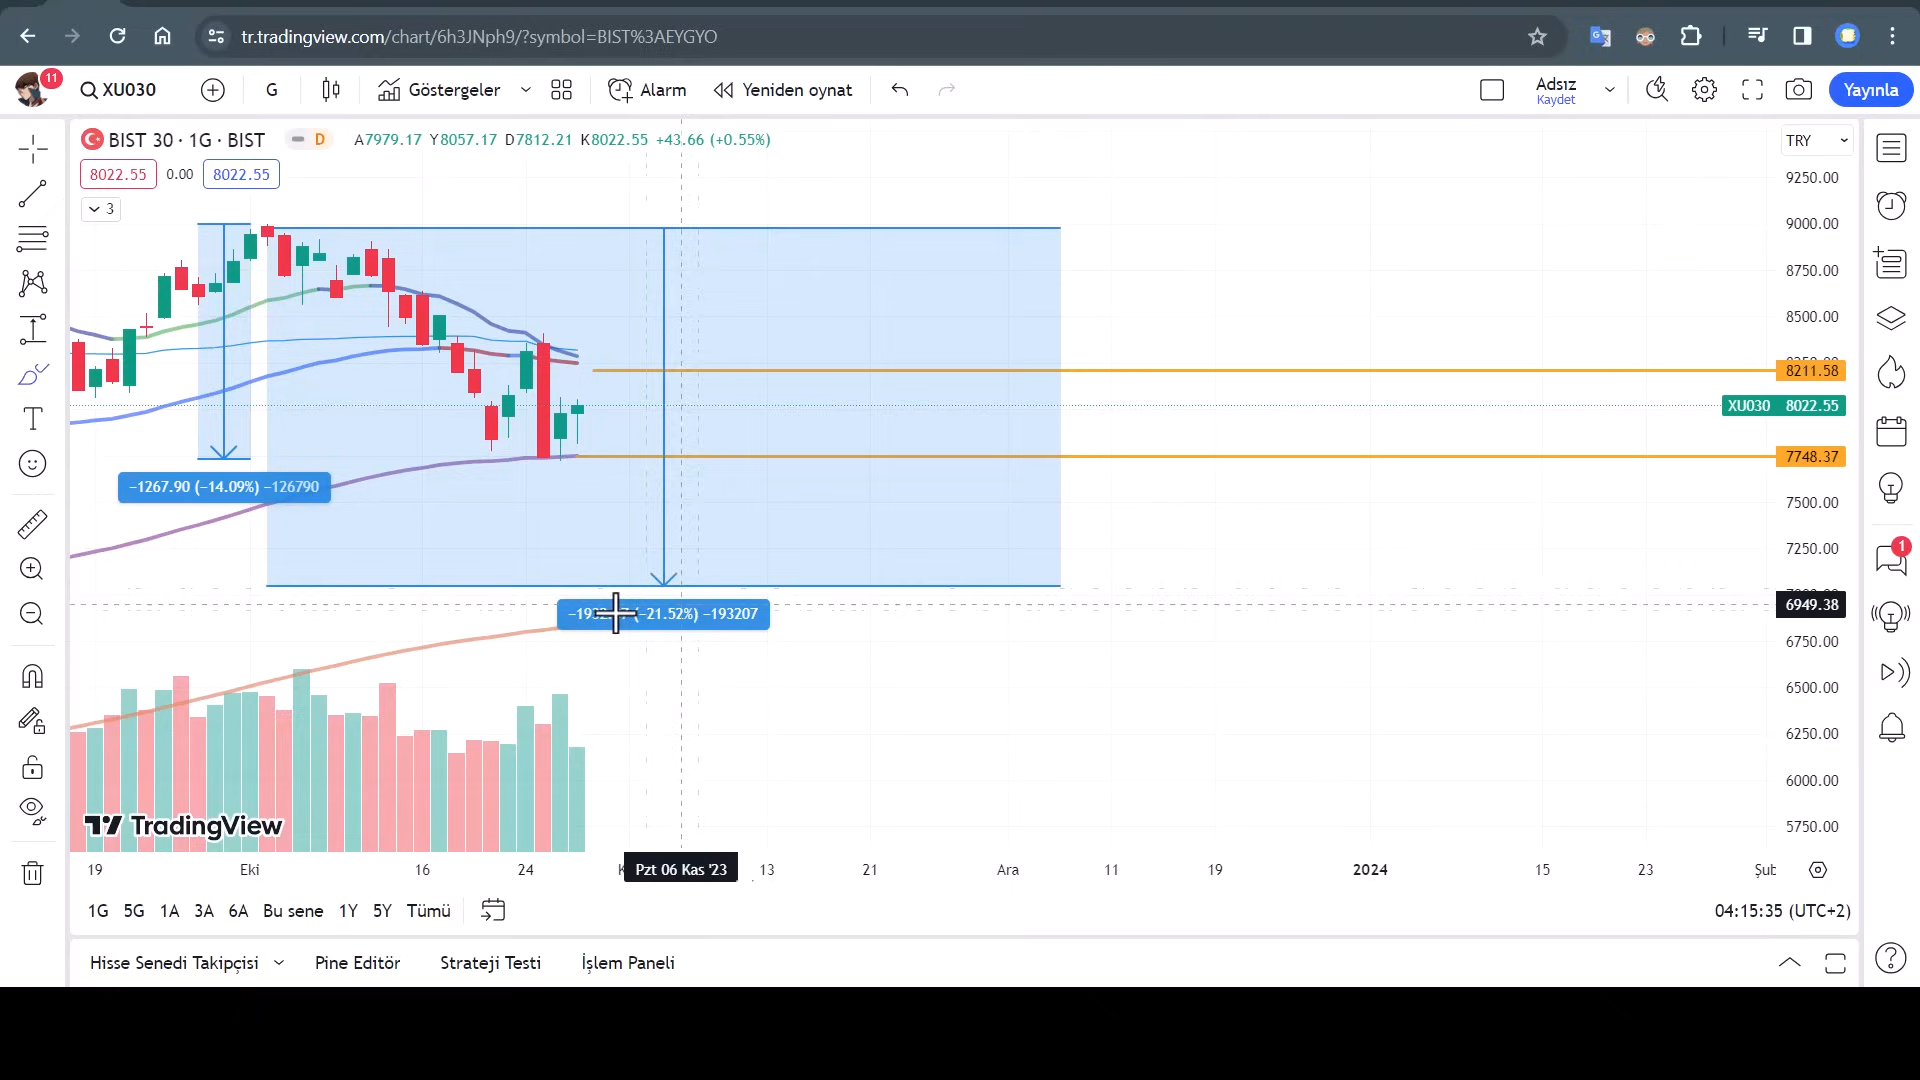 tr.tradingview.com/chart/6h3JNph9/?symbol=BIST%3AEYGYO
11
XU030
G
Göstergeler
Alarm
Yeniden oynat
Adsız
Kaydet
Yayınla
BIST 30 · 1G · BIST
D
A7979.17 Y8057.17 D7812.21 K8022.55 +43.66 (+0.55%)
TRY
8022.55
0.00
8022.55
3
9250.00
9000.00
8750.00
8500.00
8211.58
XU030 8022.55
7748.37
7500.00
7250.00
6949.38
6750.00
6500.00
6250.00
6000.00
5750.00
−1267.90 (−14.09%) −126790
(−21.52%) −193207
1
TradingView
19
Eki
16
24
Pzt 06 Kas '23
13
21
Ara
11
19
2024
15
23
Şub
1G 5G 1A 3A 6A Bu sene 1Y 5Y Tümü
04:15:35 (UTC+2)
Hisse Senedi Takipçisi
Pine Editör
Strateji Testi
İşlem Paneli